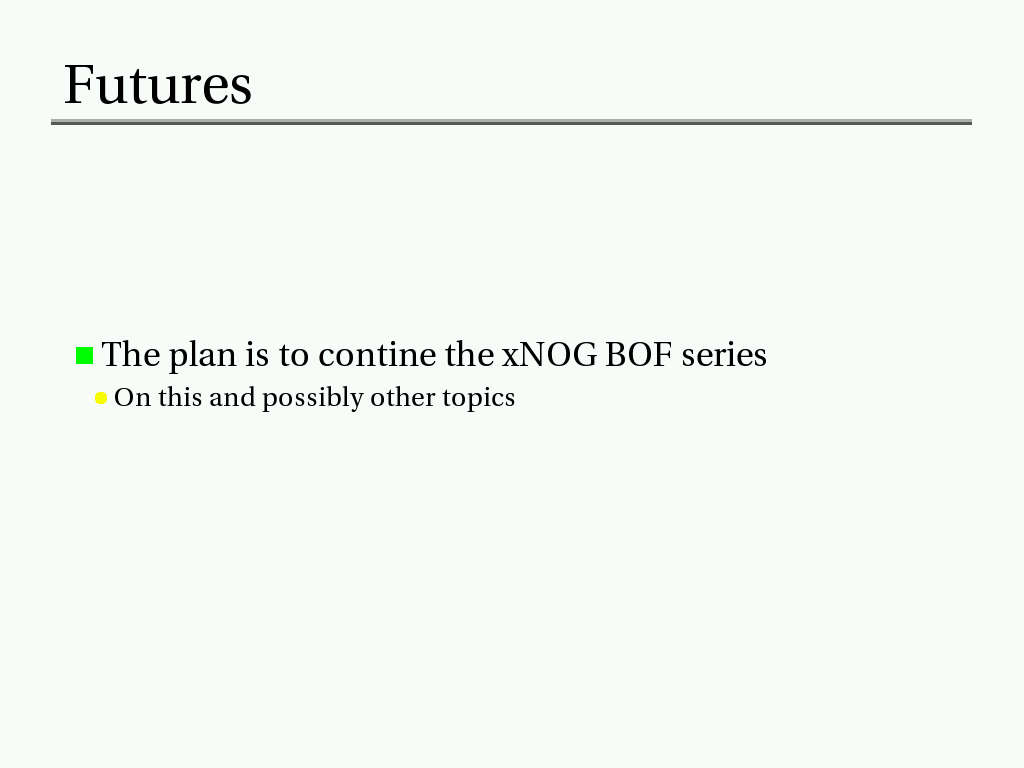 Futures
The plan is to contine the xNOG BOF series
On this and possibly other topics